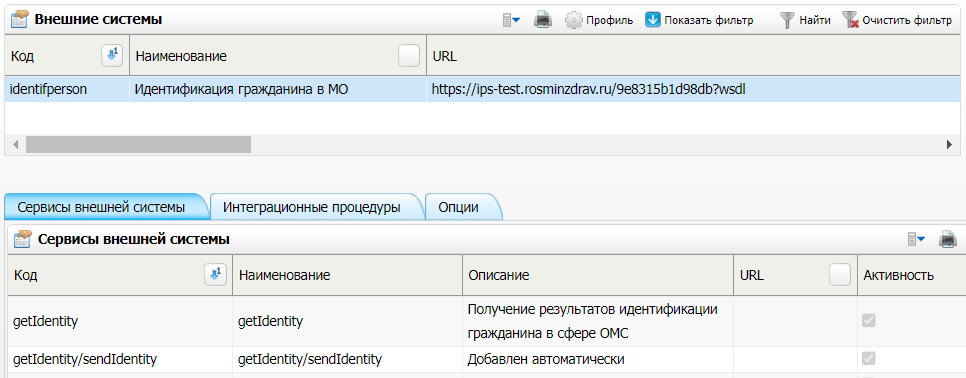 Внешние системы
Профиль Показать фильтр Найти Очистить фильтр
Код 1 Наименование URL
identifperson Идентификация гражданина в МО https://ips-test.rosminzdrav.ru/9e8315b1d98db?wsdl
Сервисы внешней системы Интеграционные процедуры Опции
Сервисы внешней системы
Код 1 Наименование Описание URL Активность
getIdentity getIdentity Получение результатов идентификации
гражданина в сфере ОМС
getIdentity/sendIdentity getIdentity/sendIdentity Добавлен автоматически